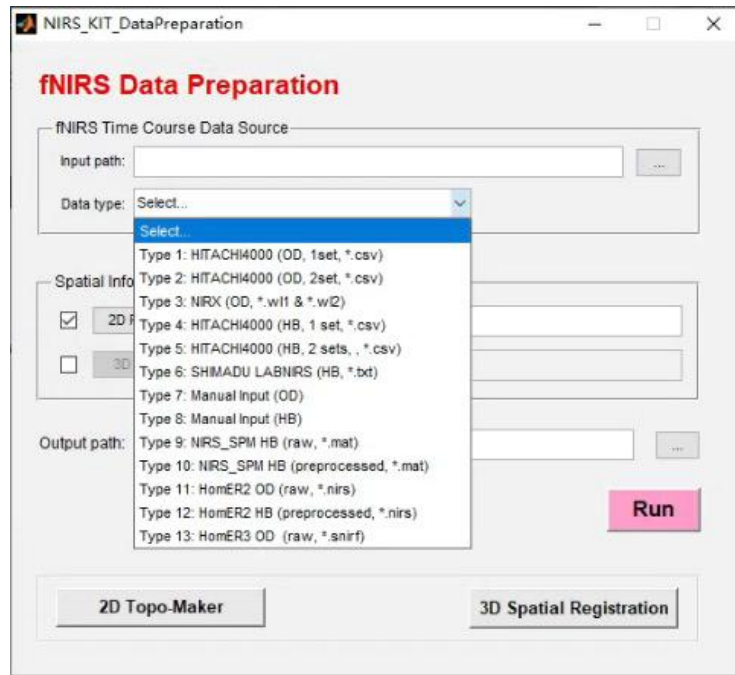 NIRS_KIT_DataPreparation
fNIRS Data Preparation
fNIRS Time Course Data Source
Input path:
...
Data type: Select...
Select...
Type 1: HITACHI4000 (OD, 1set, *.csv)
Type 2: HITACHI4000 (OD, 2set, *.csv)
Spatial Info
Type 3: NIRX (OD, *.wl1 & *.wl2)
2D
Type 4: HITACHI4000 (HB, 1 set, *.csv)
Type 5: HITACHI4000 (HB, 2 sets, , *.csv)
3D
Type 6: SHIMADU LABNIRS (HB, *.txt)
Type 7: Manual Input (OD)
Type 8: Manual Input (HB)
Output path:
Type 9: NIRS_SPM HB (raw, *.mat)
...
Type 10: NIRS_SPM HB (preprocessed, *.mat)
Type 11: HomER2 OD (raw, *.nirs)
Type 12: HomER2 HB (preprocessed, *.nirs)
Type 13: HomER3 OD (raw, *.snirf)
Run
2D Topo-Maker
3D Spatial Registration